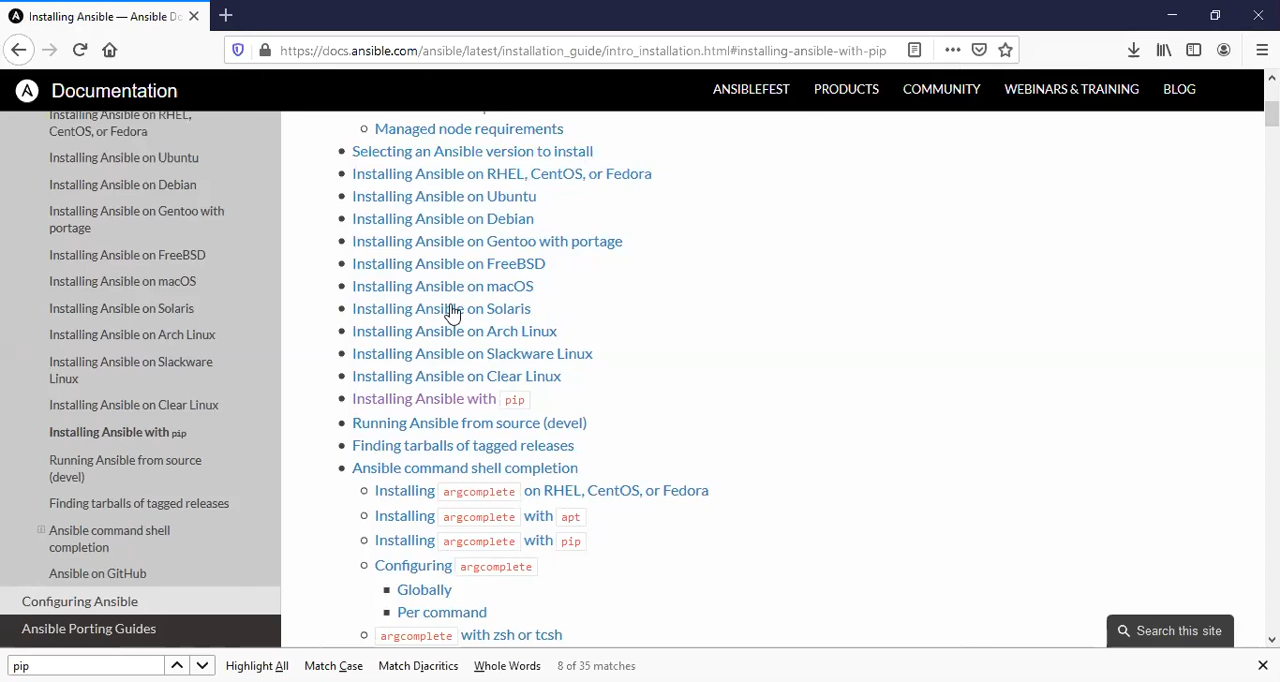 Installing Ansible — Ansible Do
https://docs.ansible.com/ansible/latest/installation_guide/intro_installation.html#installing-ansible-with-pip
Documentation
ANSIBLEFEST
PRODUCTS
COMMUNITY
WEBINARS & TRAINING
BLOG
Installing Ansible on RHEL,
CentOS, or Fedora
Installing Ansible on Ubuntu
Installing Ansible on Debian
Installing Ansible on Gentoo with
portage
Installing Ansible on FreeBSD
Installing Ansible on macOS
Installing Ansible on Solaris
Installing Ansible on Arch Linux
Installing Ansible on Slackware
Linux
Installing Ansible on Clear Linux
Installing Ansible with pip
Running Ansible from source
(devel)
Finding tarballs of tagged releases
Ansible command shell
completion
Ansible on GitHub
Configuring Ansible
Ansible Porting Guides
Managed node requirements
Selecting an Ansible version to install
Installing Ansible on RHEL, CentOS, or Fedora
Installing Ansible on Ubuntu
Installing Ansible on Debian
Installing Ansible on Gentoo with portage
Installing Ansible on FreeBSD
Installing Ansible on macOS
Installing Ansible on Solaris
Installing Ansible on Arch Linux
Installing Ansible on Slackware Linux
Installing Ansible on Clear Linux
Installing Ansible with pip
Running Ansible from source (devel)
Finding tarballs of tagged releases
Ansible command shell completion
Installing argcomplete on RHEL, CentOS, or Fedora
Installing argcomplete with apt
Installing argcomplete with pip
Configuring argcomplete
Globally
Per command
argcomplete with zsh or tcsh
Search this site
pip
Highlight All
Match Case
Match Diacritics
Whole Words
8 of 35 matches